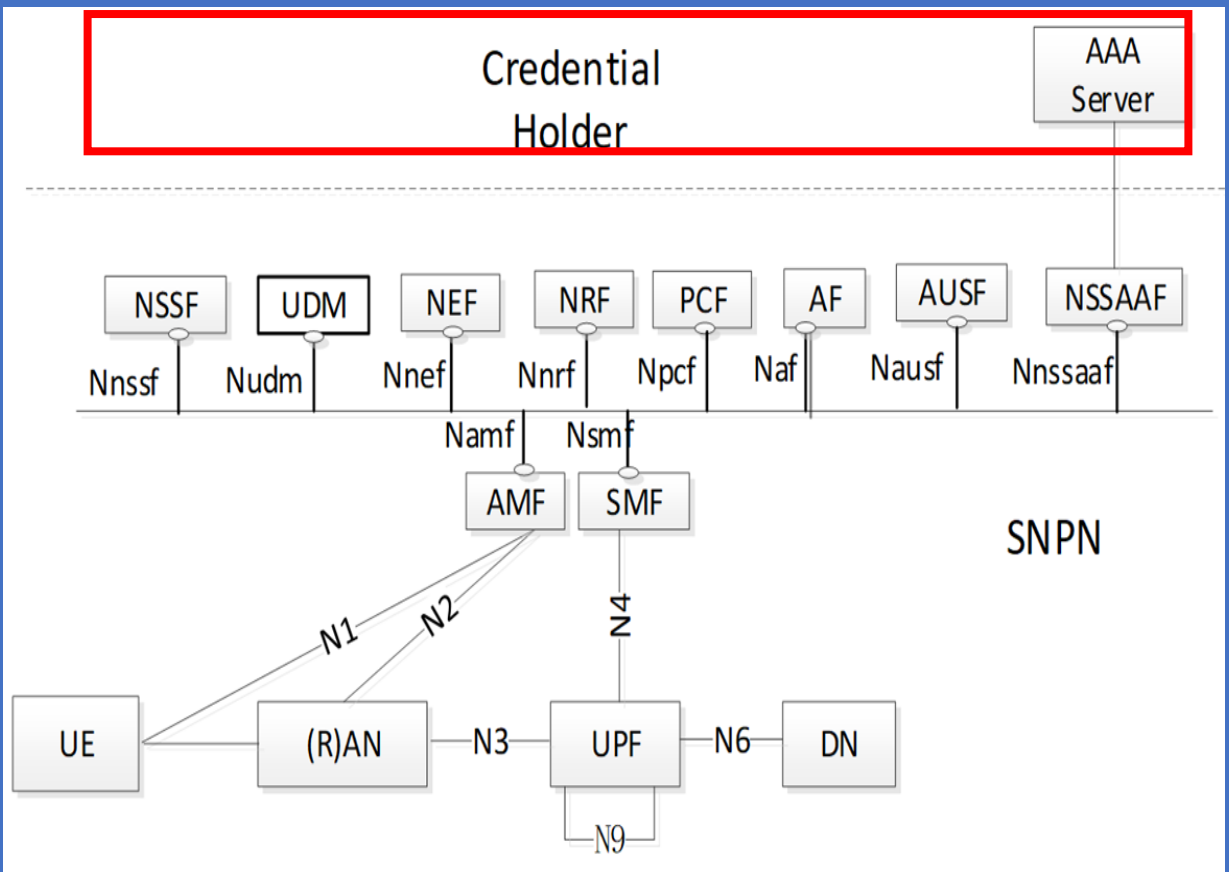 Credential
Holder
AAA
Server
NSSF
UDM
NEF
NRF
PCF
AF
AUSF
NSSAAF
Nnssf
Nudm
Nnef
Nnrf
Npcf
Naf
Nausf
Nnssaaf
Namf
Nsmf
AMF
SMF
SNPN
N1
N2
N4
UE
(R)AN
N3
UPF
N6
DN
N9